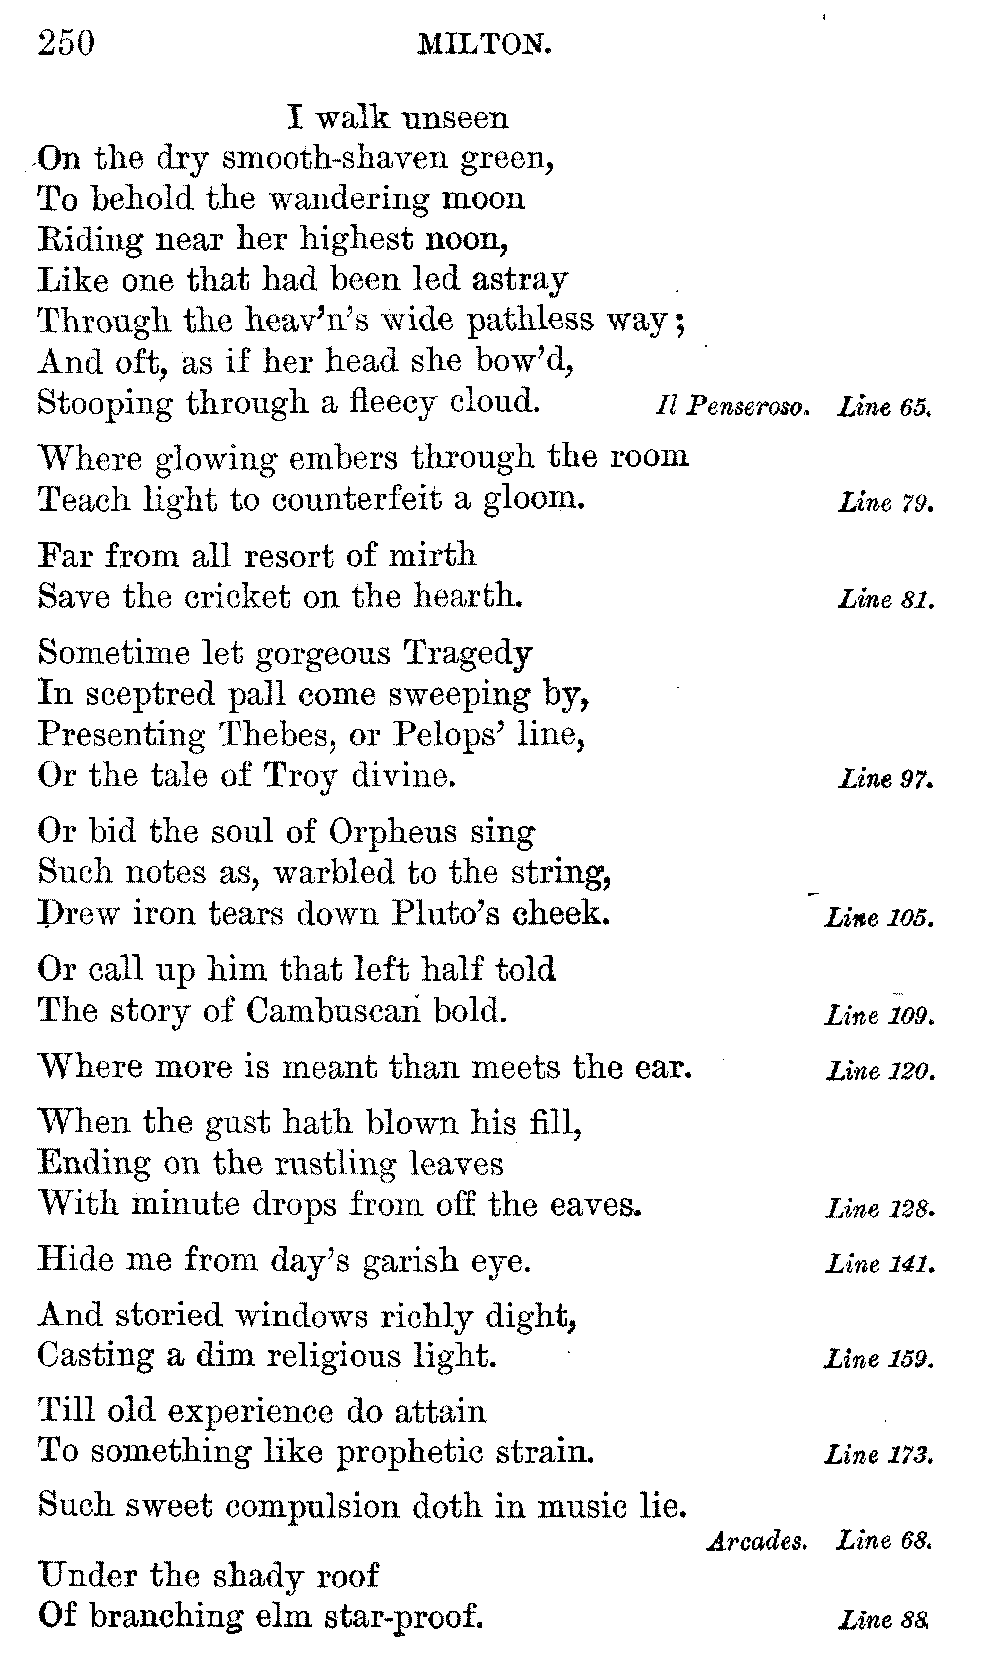 250 MILTON.
I walk unseen
On the dry smooth-shaven green,
To behold the wandering moon
Riding near her highest noon,
Like one that had been led astray
Through the heav'n's wide pathless way;
And oft, as if her head she bow'd,
Stooping through a fleecy cloud. Il Penseroso. Line 65.
Where glowing embers through the room
Teach light to counterfeit a gloom. Line 79.
Far from all resort of mirth
Save the cricket on the hearth. Line 81.
Sometime let gorgeous Tragedy
In sceptred pall come sweeping by,
Presenting Thebes, or Pelops' line,
Or the tale of Troy divine. Line 97.
Or bid the soul of Orpheus sing
Such notes as, warbled to the string,
Drew iron tears down Pluto's cheek. Line 105.
Or call up him that left half told
The story of Cambuscan bold. Line 109.
Where more is meant than meets the ear. Line 120.
When the gust hath blown his fill,
Ending on the rustling leaves
With minute drops from off the eaves. Line 128.
Hide me from day's garish eye. Line 141.
And storied windows richly dight,
Casting a dim religious light. Line 159.
Till old experience do attain
To something like prophetic strain. Line 173.
Such sweet compulsion doth in music lie.
Arcades. Line 68.
Under the shady roof
Of branching elm star-proof. Line 88.